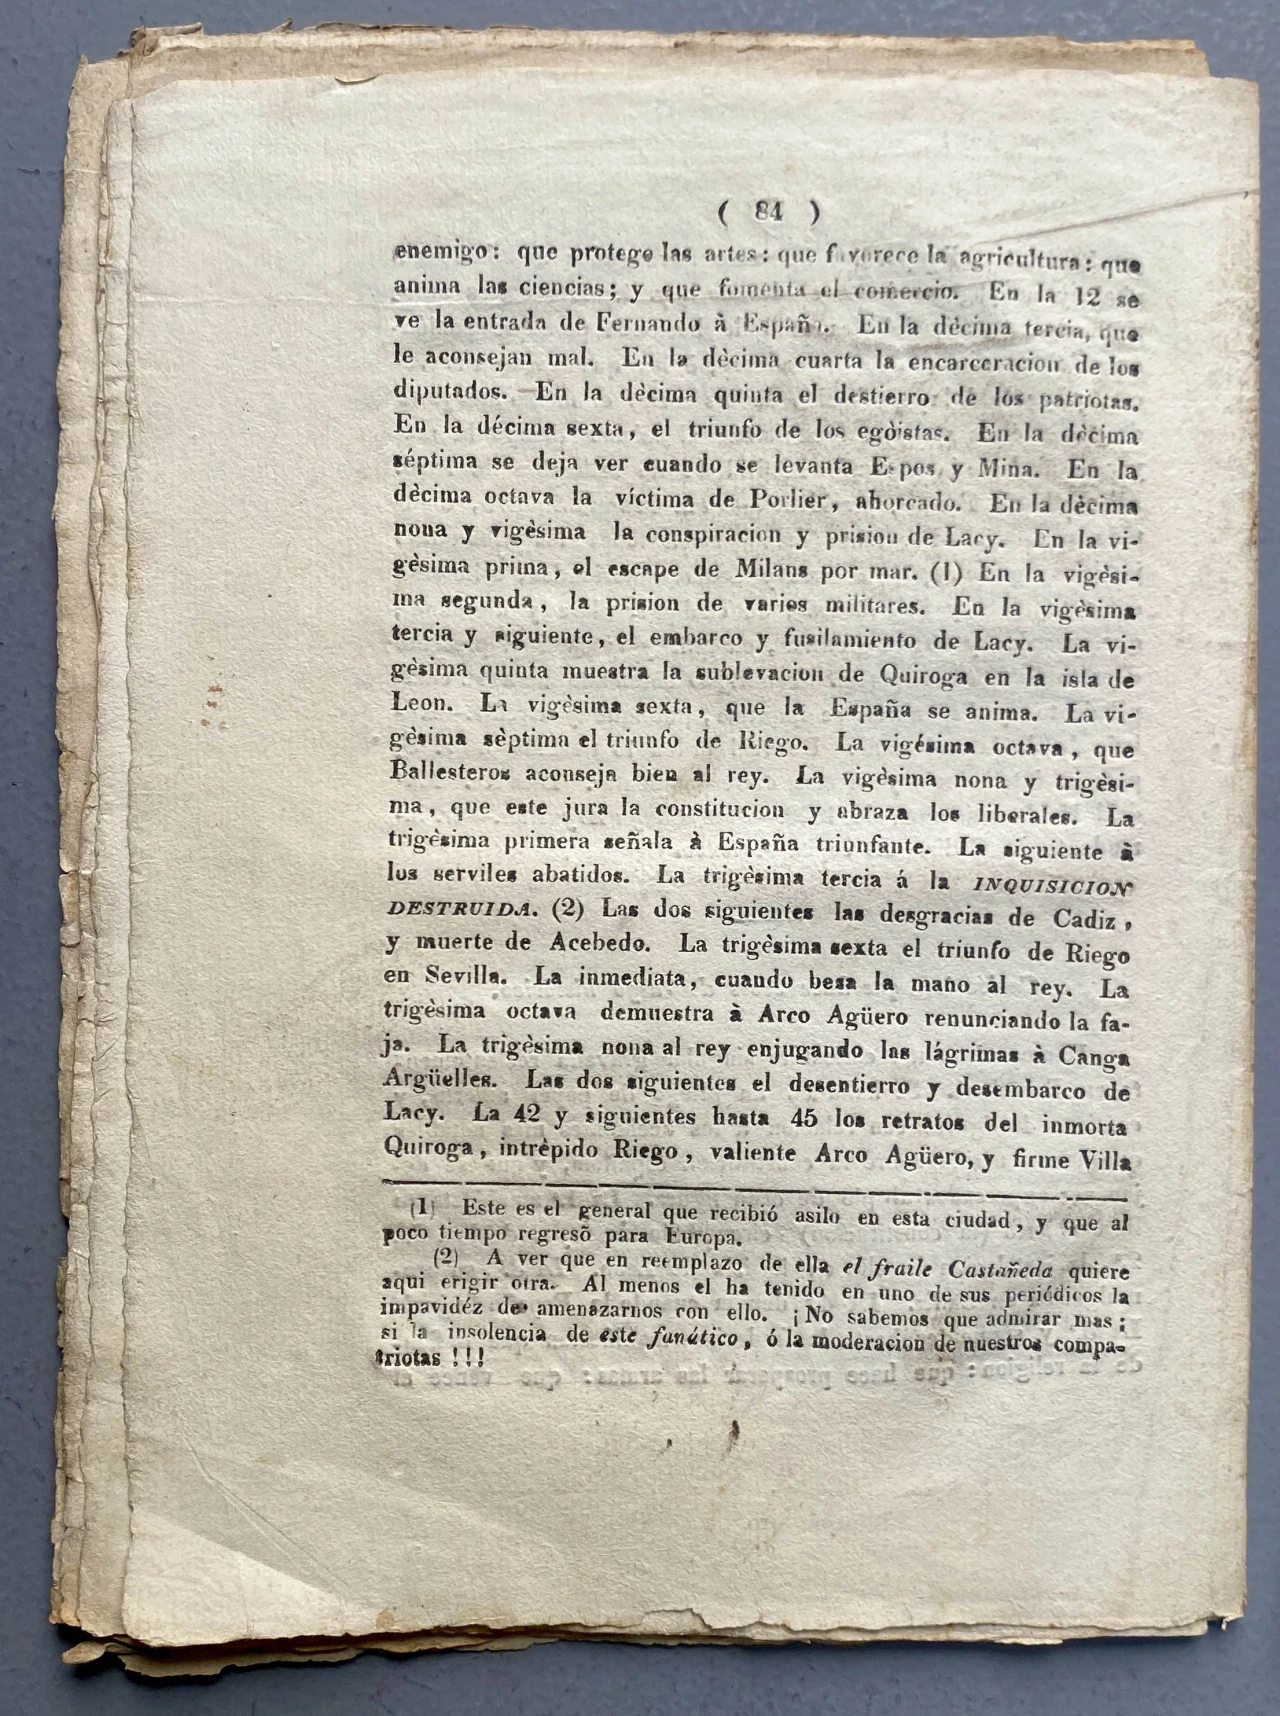 ( 84 )
enemigo: que protege las artes: que favorece la agricultura: que
anima las ciencias; y que fomenta el comercio. En la 12 se
ve la entrada de Fernando à España. En la dècima tercia, que
le aconsejan mal. En la dècima cuarta la encarceracion de los
diputados. En la dècima quinta el destierro de los patriotas.
En la décima sexta, el triunfo de los egòistas. En la dècima
séptima se deja ver cuando se levanta Espos y Mina. En la
dècima octava la víctima de Porlier, ahorcado. En la dècima
nona y vigèsima la conspiracion y prision de Lacy. En la vi-
gèsima prima, el escape de Milans por mar. (1) En la vigèsi-
ma segunda, la prision de varios militares. En la vigèsima
tercia y siguiente, el embarco y fusilamiento de Lacy. La vi-
gèsima quinta muestra la sublevacion de Quiroga en la isla de
Leon. La vigèsima sexta, que la España se anima. La vi-
gèsima sèptima el triunfo de Riego. La vigésima octava, que
Ballesteros aconseja bien al rey. La vigèsima nona y trigèsi-
ma, que este jura la constitucion y abraza los liberales. La
trigèsima primera señala à España triunfante. La siguiente à
los serviles abatidos. La trigèsima tercia á la INQUISICION
DESTRUIDA. (2) Las dos siguientes las desgracias de Cadiz,
y muerte de Acebedo. La trigèsima sexta el triunfo de Riego
en Sevilla. La inmediata, cuando besa la mano al rey. La
trigèsima octava demuestra à Arco Agüero renunciando la fa-
ja. La trigèsima nona al rey enjugando las lágrimas à Canga
Argüelles. Las dos siguientes el desentierro y desembarco de
Lacy. La 42 y siguientes hasta 45 los retratos del inmorta
Quiroga, intrèpido Riego, valiente Arco Agüero, y firme Villa
(1) Este es el general que recibió asilo en esta ciudad, y que al
poco tiempo regresõ para Europa.
(2) A ver que en reemplazo de ella el fraile Castañeda quiere
aqui erigir otra. Al menos el ha tenido en uno de sus periódicos la
impavidéz de amenazarnos con ello. ¡No sabemos que admirar mas;
si la insolencia de este fanático, ó la moderacion de nuestros compa-
triotas!!!